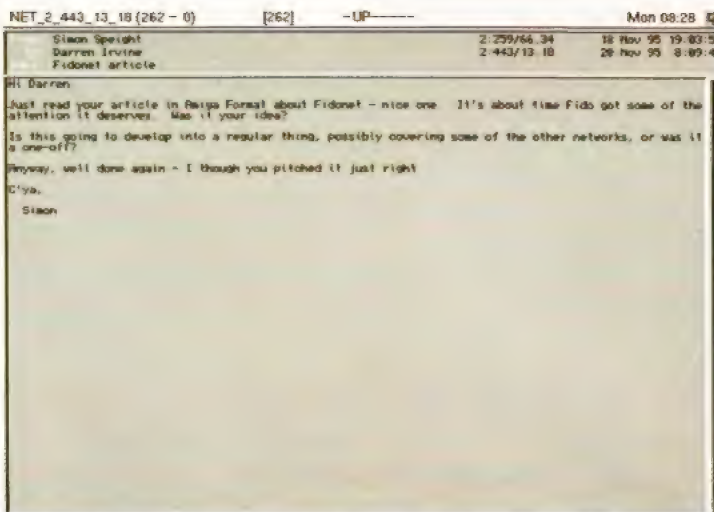 NET_2_443_13_18 (262 - 0) [262] -UP------ Mon 08:28
Simon Speight 2:259/66.34 18 Nov 95 19:03:5
Darren Irvine 2:443/13.18 20 Nov 95 8:09:4
Fidonet article
Hi Darren
Just read your article in Amiga Format about Fidonet - nice one. It's about time Fido got some of the
attention it deserves. Was it your idea?
Is this going to develop into a regular thing, possibly covering some of the other networks, or was it
a one-off?
Anyway, well done again - I though you pitched it just right
C'ya,
Simon